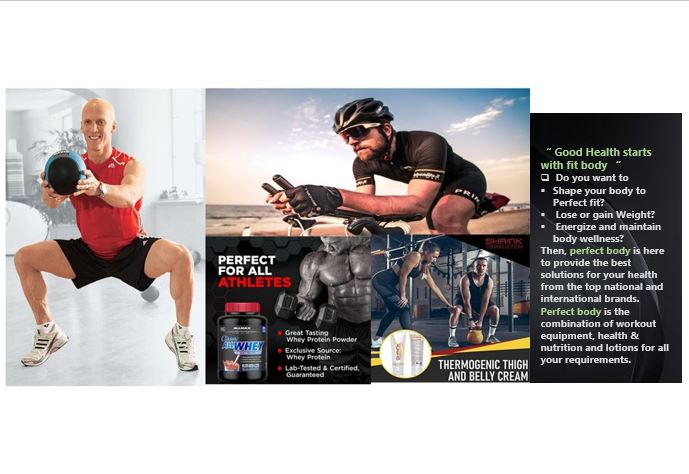 PERFECT
FOR ALL
ATHLETES
ALLMAX
Classic
ALLWHEY
Great Tasting
Whey Protein Powder
Exclusive Source:
Whey Protein
Lab-Tested & Certified,
Guaranteed
SHRINK
THERMOGENIC THIGH
AND BELLY CREAM
“ Good Health starts
with fit body ”
❑ Do you want to
▪ Shape your body to
Perfect fit?
▪ Lose or gain Weight?
▪ Energize and maintain
body wellness?
Then, perfect body is here
to provide the best
solutions for your health
from the top national and
international brands.
Perfect body is the
combination of workout
equipment, health &
nutrition and lotions for all
your requirements.